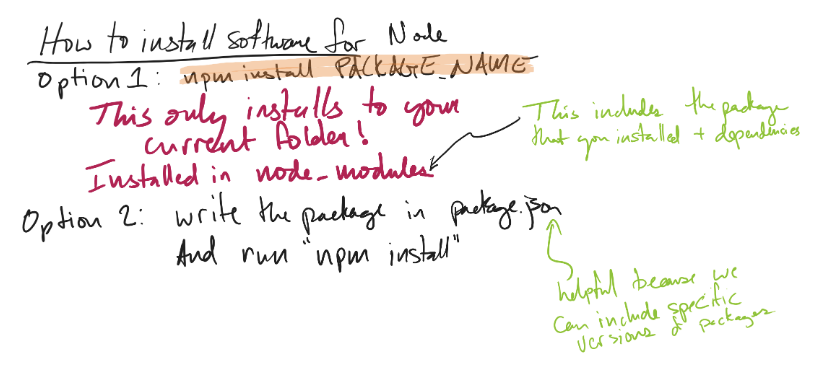 How to install software for Node
Option 1: npm install PACKAGE_NAME
This only installs to your
current folder!
Installed in node_modules
This includes the package
that you installed + dependencies
Option 2: write the package in package.json
And run "npm install"
helpful because we
can include specific
versions of packages